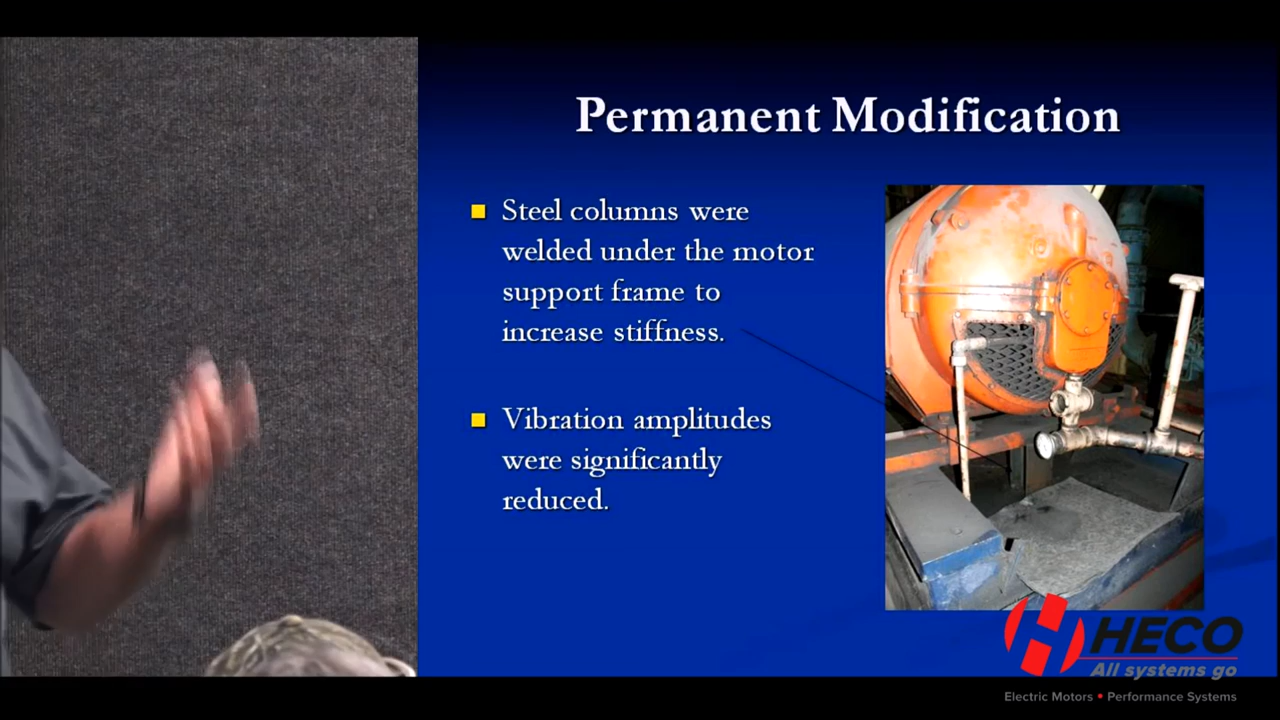 Permanent Modification
Steel columns were
welded under the motor
support frame to
increase stiffness.
Vibration amplitudes
were significantly
reduced.
HECO
All systems go
Electric Motors • Performance Systems